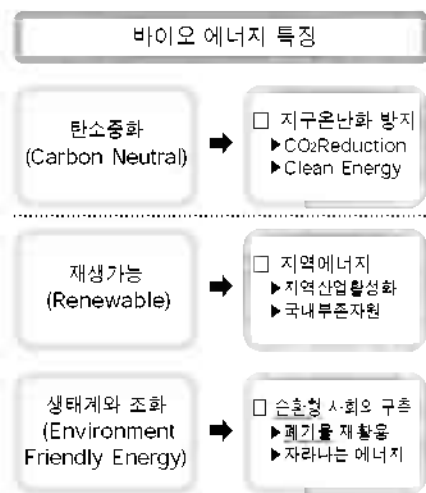 바이오 에너지 특징
탄소중화
(Carbon Neutral)
➡
□ 지구온난화 방지
▶CO₂Reduction
▶Clean Energy
재생가능
(Renewable)
➡
□ 지역에너지
▶지역산업활성화
▶국내부존자원
생태계와 조화
(Environment
Friendly Energy)
➡
□ 순환형 사회의 구축
▶폐기물 재활용
▶자라나는 에너지